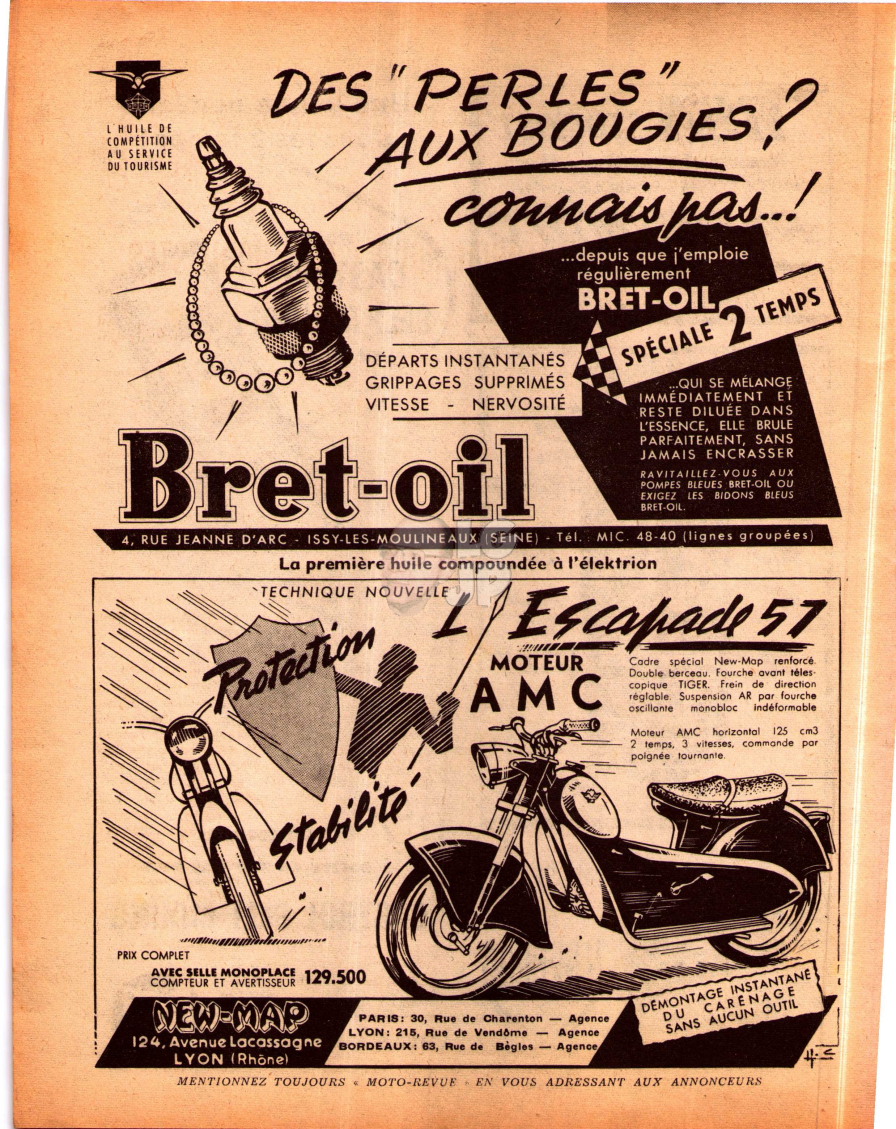 L'HUILE DE
COMPÉTITION
AU SERVICE
DU TOURISME
DES "PERLES"
AUX BOUGIES?
connais pas...!
...depuis que j'emploie
régulièrement
BRET-OIL
SPÉCIALE 2 TEMPS
DÉPARTS INSTANTANÉS
GRIPPAGES SUPPRIMÉS
VITESSE - NERVOSITÉ
...QUI SE MÉLANGE
IMMÉDIATEMENT ET
RESTE DILUÉE DANS
L'ESSENCE, ELLE BRULE
PARFAITEMENT, SANS
JAMAIS ENCRASSER
RAVITAILLEZ-VOUS AUX
POMPES BLEUES BRET-OIL OU
EXIGEZ LES BIDONS BLEUS
BRET-OIL.
Bret-oil
4, RUE JEANNE D'ARC - ISSY-LES-MOULINEAUX (SEINE) - Tél. MIC. 48-40 (lignes groupées)
La première huile compoundée à l'élektrion
TECHNIQUE NOUVELLE
L'Escapade 57
Protection
Stabilité
MOTEUR
AMC
Cadre spécial New-Map renforcé.
Double berceau. Fourche avant téles-
copique TIGER. Frein de direction
réglable. Suspension AR par fourche
oscillante monobloc indéformable
Moteur AMC horizontal 125 cm3
2 temps, 3 vitesses, commande par
poignée tournante.
PRIX COMPLET
AVEC SELLE MONOPLACE
COMPTEUR ET AVERTISSEUR 129.500
DÉMONTAGE INSTANTANÉ
DU CARÉNAGE
SANS AUCUN OUTIL
NEW-MAP
124, Avenue Lacassagne
LYON (Rhône)
PARIS: 30, Rue de Charenton — Agence
LYON: 215, Rue de Vendôme — Agence
BORDEAUX: 63, Rue de Bègles — Agence
MENTIONNEZ TOUJOURS « MOTO-REVUE » EN VOUS ADRESSANT AUX ANNONCEURS